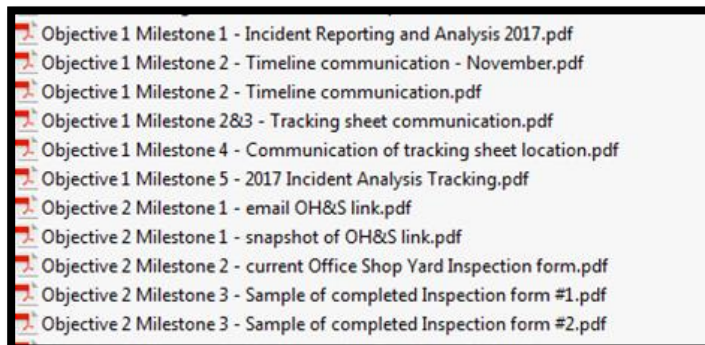 Objective 1 Milestone 1 - Incident Reporting and Analysis 2017.pdf
Objective 1 Milestone 2 - Timeline communication - November.pdf
Objective 1 Milestone 2 - Timeline communication.pdf
Objective 1 Milestone 2&3 - Tracking sheet communication.pdf
Objective 1 Milestone 4 - Communication of tracking sheet location.pdf
Objective 1 Milestone 5 - 2017 Incident Analysis Tracking.pdf
Objective 2 Milestone 1 - email OH&S link.pdf
Objective 2 Milestone 1 - snapshot of OH&S link.pdf
Objective 2 Milestone 2 - current Office Shop Yard Inspection form.pdf
Objective 2 Milestone 3 - Sample of completed Inspection form #1.pdf
Objective 2 Milestone 3 - Sample of completed Inspection form #2.pdf